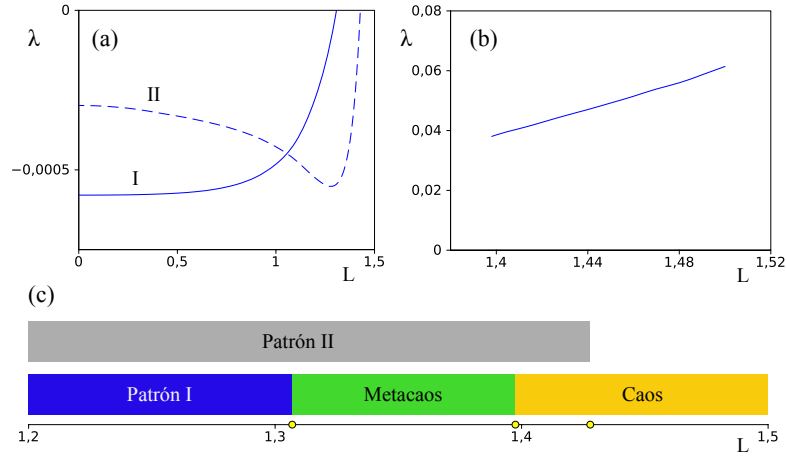 0
λ
(a)
II
−0,0005
I
0
0,5
1
1,5
L
0,08
λ
(b)
0,06
0,04
0,02
0
1,4
1,44
1,48
1,52
L
(c)
Patrón II
Patrón I Metacaos Caos
1,2 1,3 1,4 1,5
L